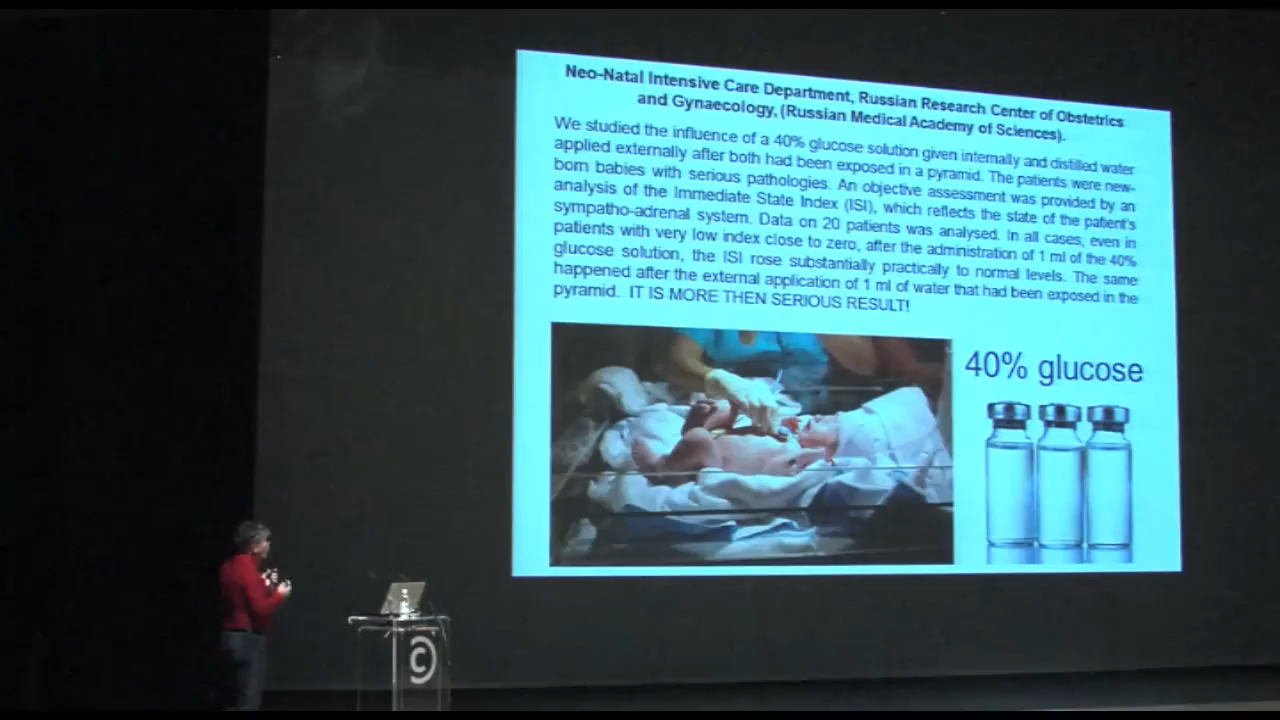 Neo-Natal Intensive Care Department, Russian Research Center of Obstetrics
and Gynaecology, (Russian Medical Academy of Sciences).
We studied the influence of a 40% glucose solution given internally and distilled water
applied externally after both had been exposed in a pyramid. The patients were new-
born babies with serious pathologies. An objective assessment was provided by an
analysis of the Immediate State Index (ISI), which reflects the state of the patient's
sympatho-adrenal system. Data on 20 patients was analysed. In all cases, even in
patients with very low index close to zero, after the administration of 1 ml of the 40%
glucose solution, the ISI rose substantially practically to normal levels. The same
happened after the external application of 1 ml of water that had been exposed in the
pyramid. IT IS MORE THEN SERIOUS RESULT!
40% glucose
©